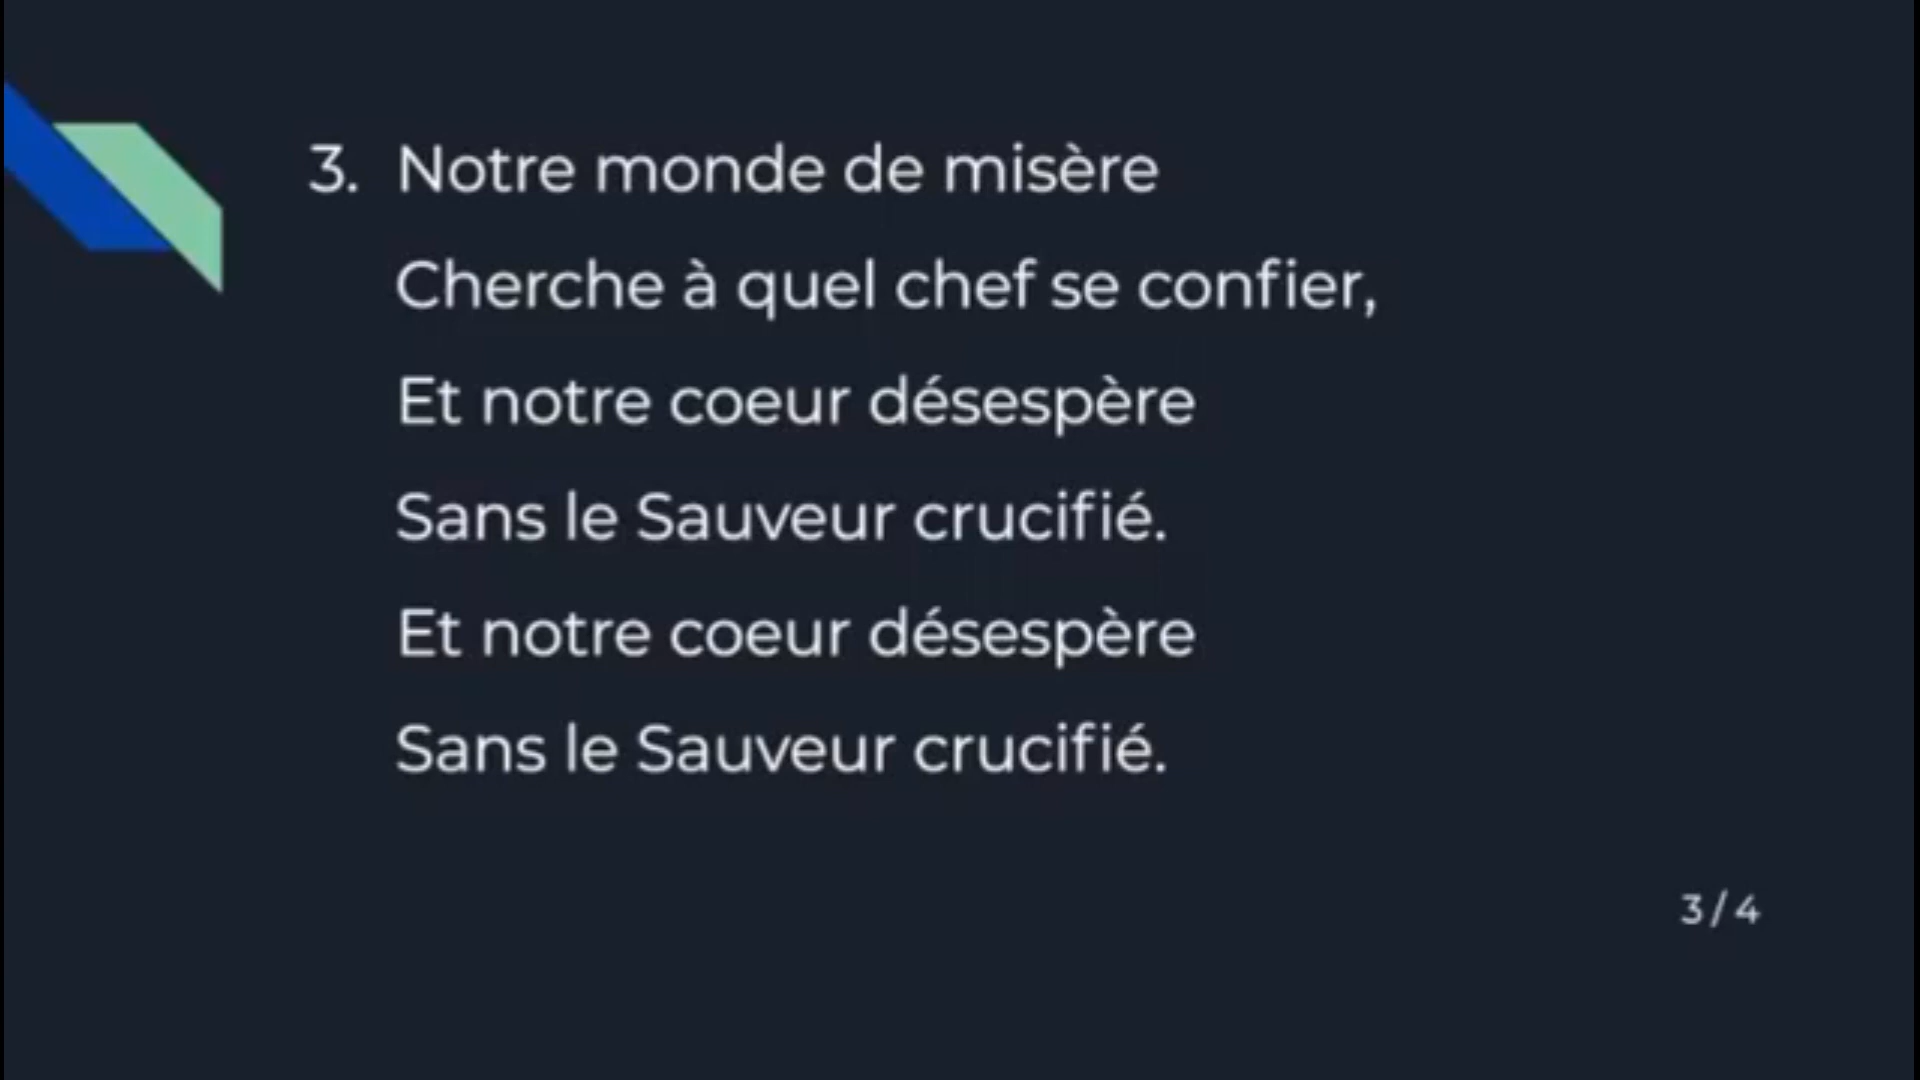 3. Notre monde de misère
Cherche à quel chef se confier,
Et notre coeur désespère
Sans le Sauveur crucifié.
Et notre coeur désespère
Sans le Sauveur crucifié.
3 / 4